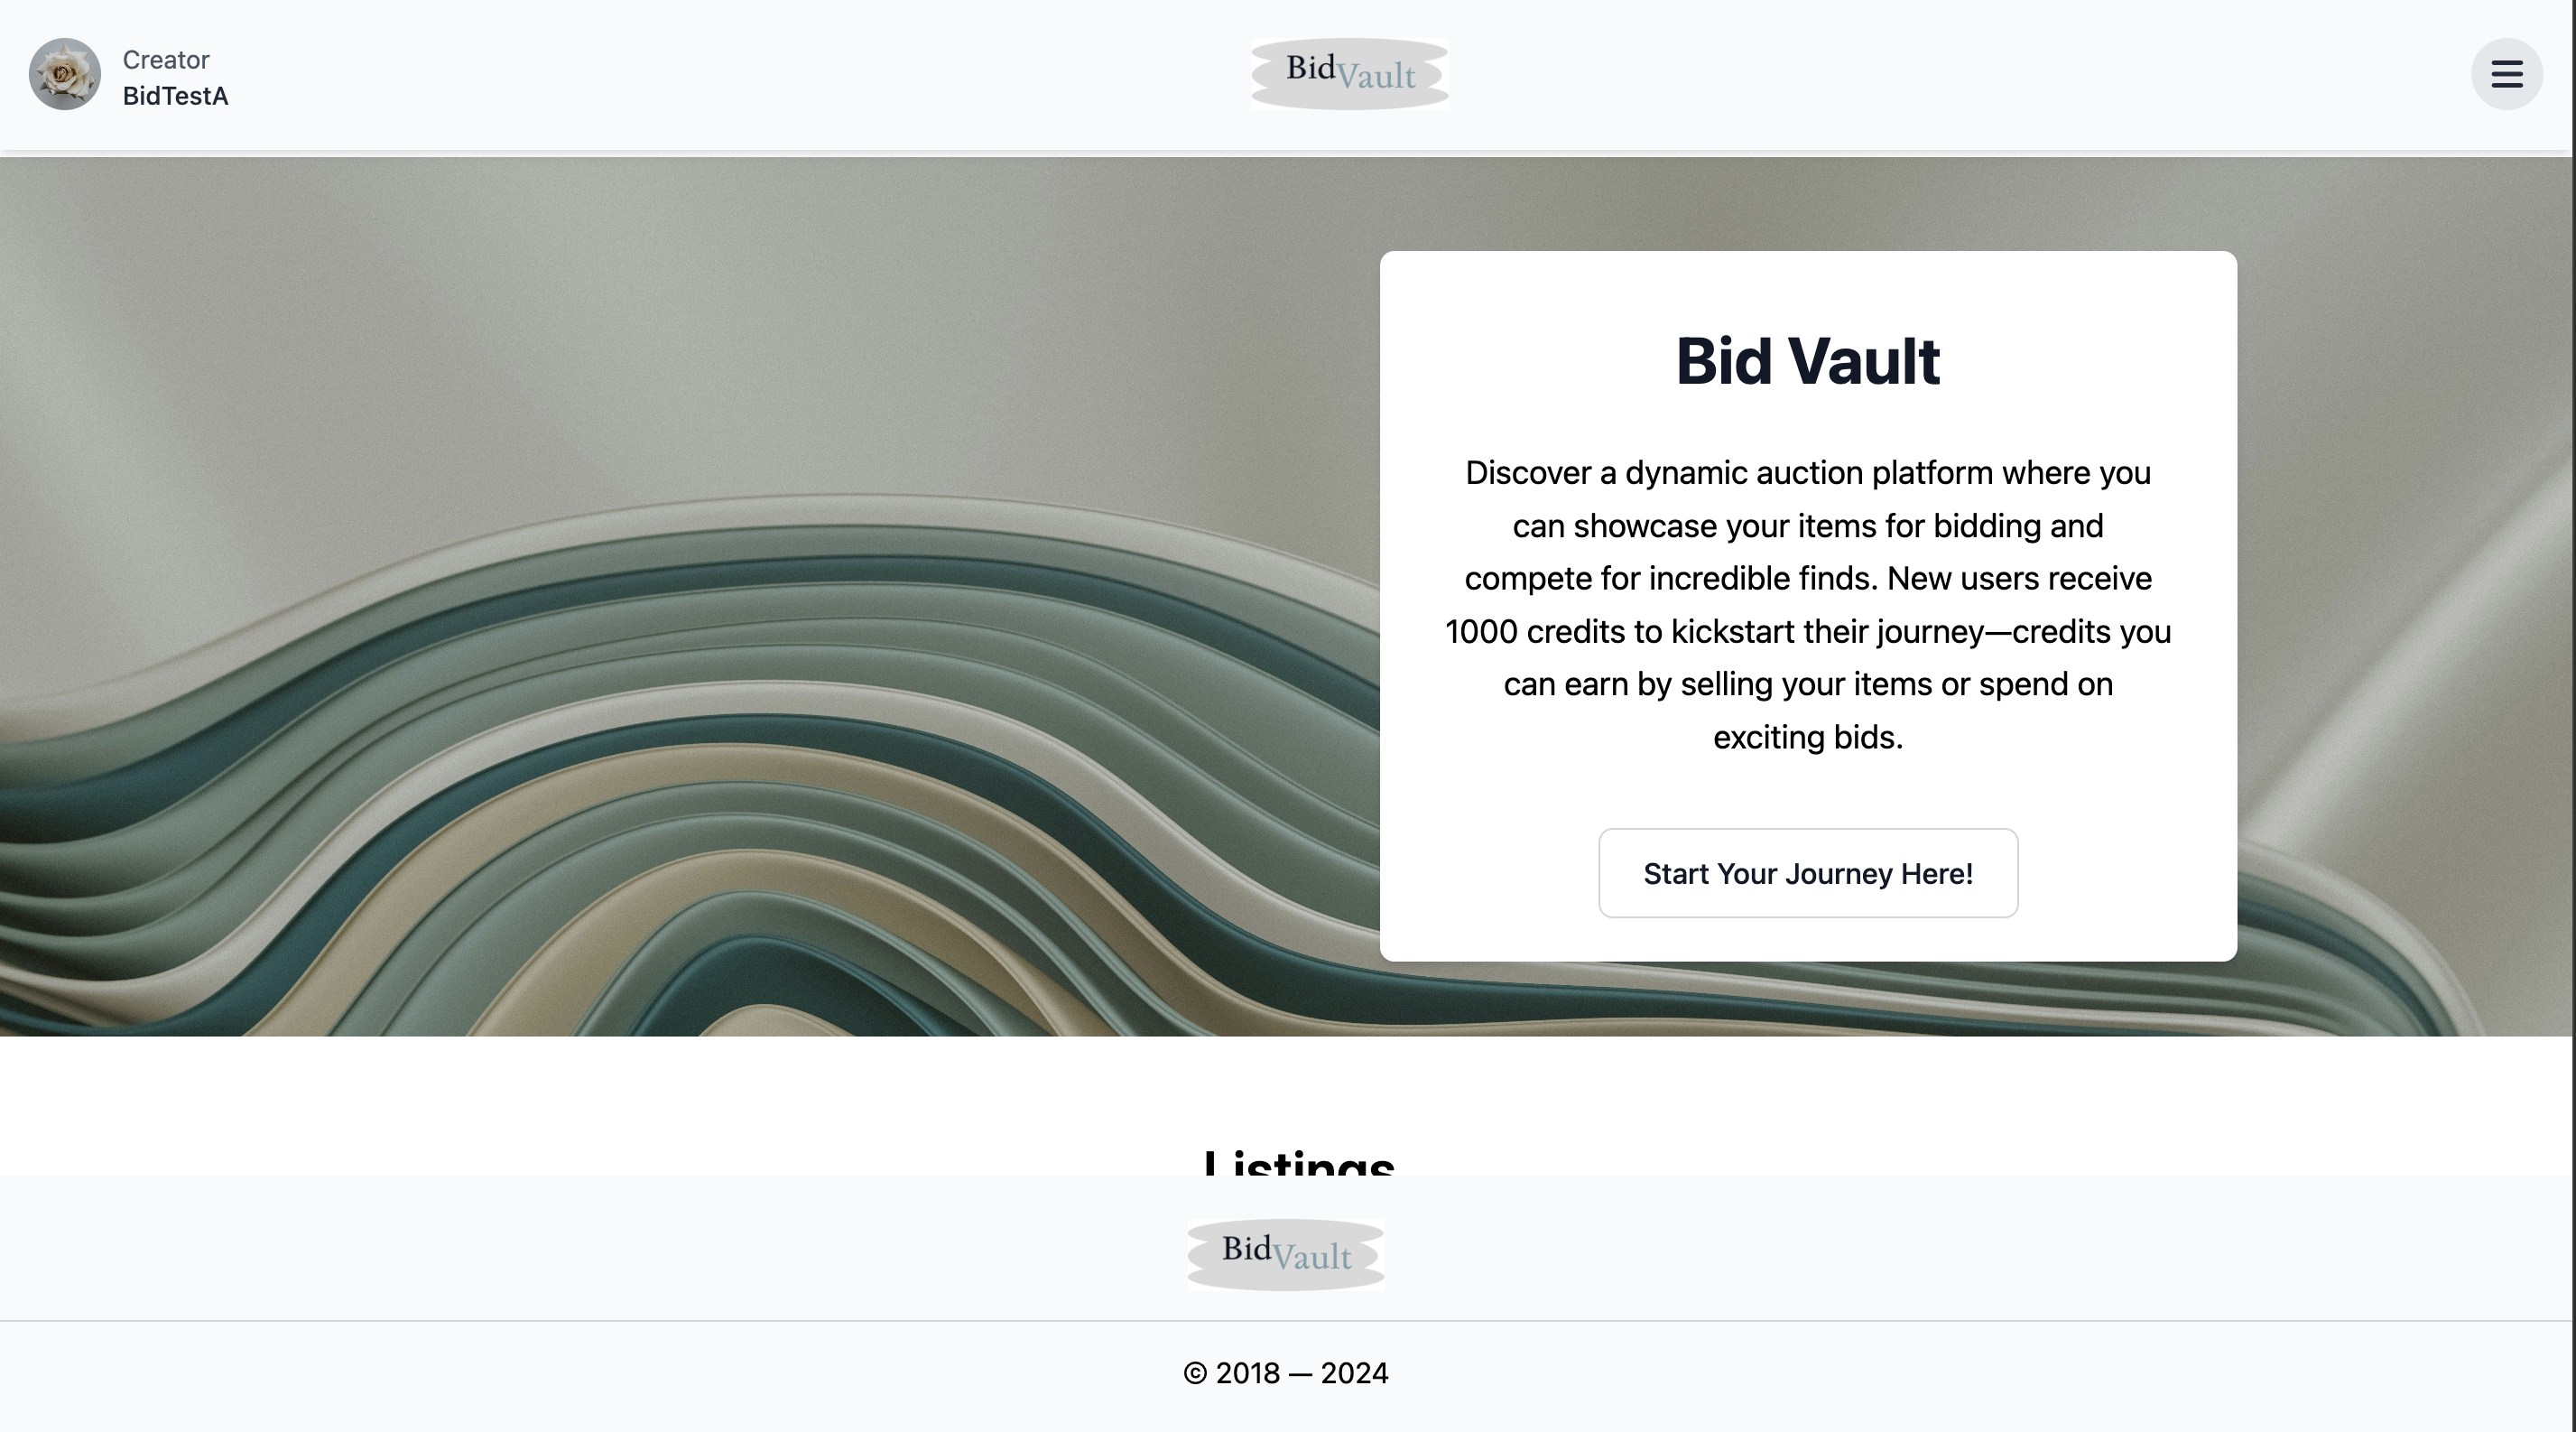 Creator
BidTestA
BidVault
Bid Vault
Discover a dynamic auction platform where you
can showcase your items for bidding and
compete for incredible finds. New users receive
1000 credits to kickstart their journey—credits you
can earn by selling your items or spend on
exciting bids.
Start Your Journey Here!
Listings
BidVault
© 2018 — 2024